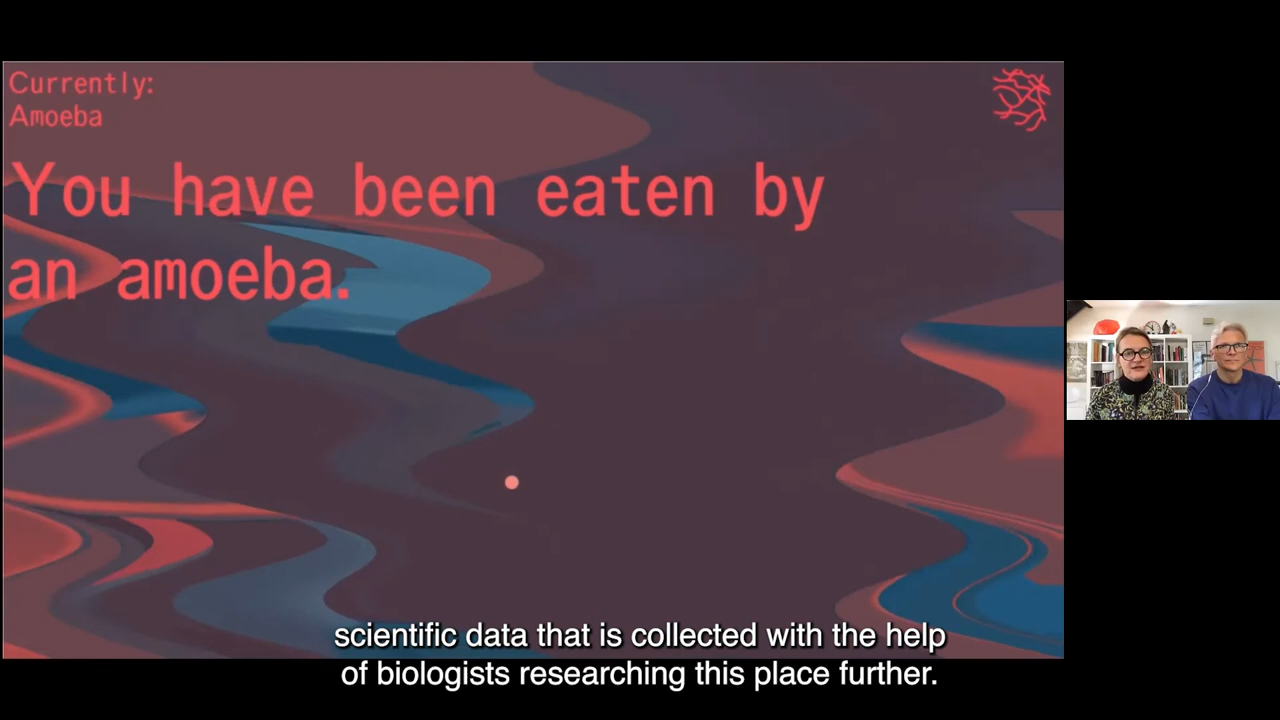 Currently:
Amoeba
You have been eaten by
an amoeba.
scientific data that is collected with the help
of biologists researching this place further.